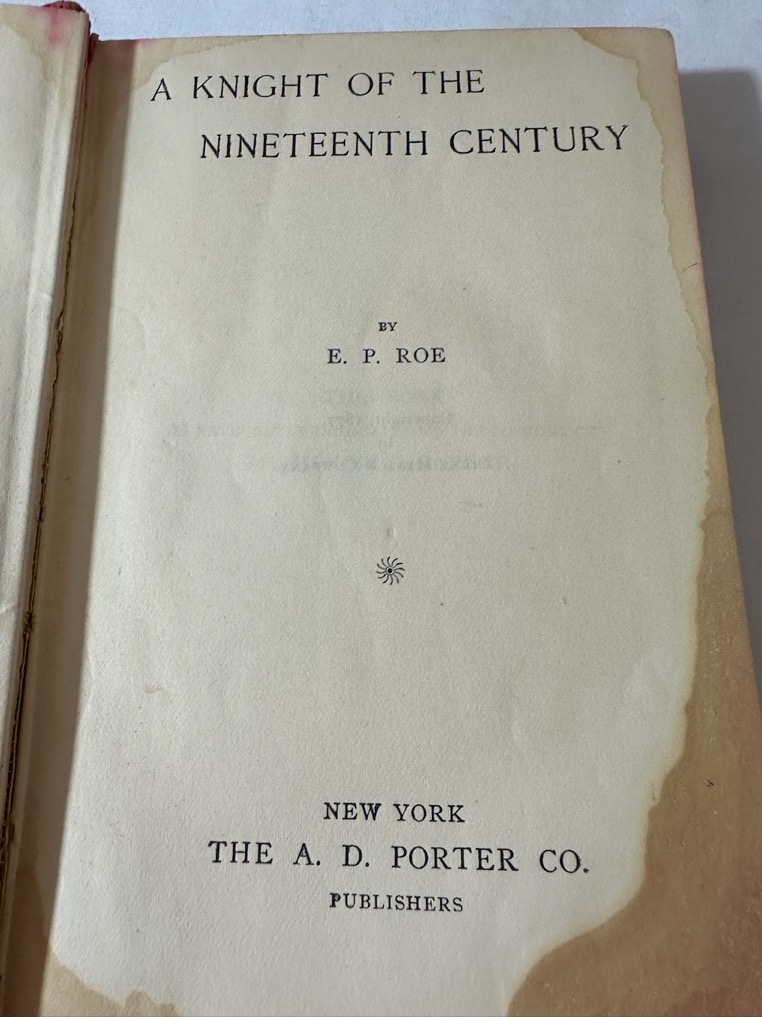 A KNIGHT OF THE
NINETEENTH CENTURY
BY
E. P. ROE
NEW YORK
THE A. D. PORTER CO.
PUBLISHERS